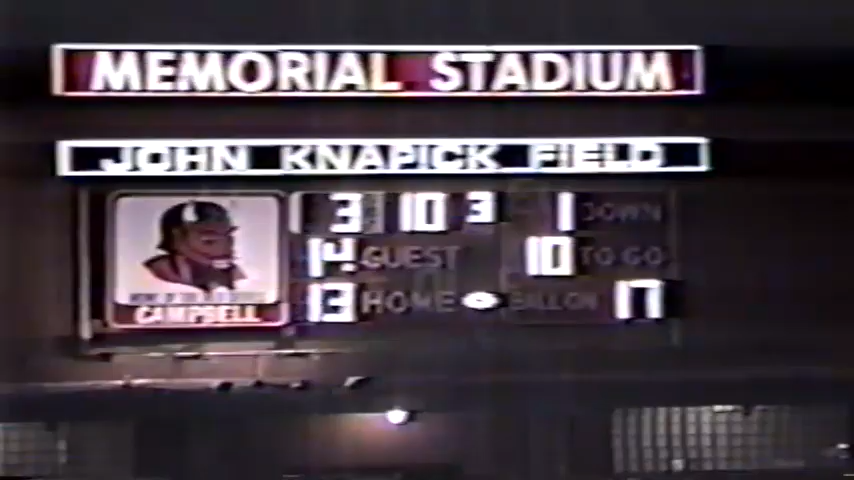 MEMORIAL STADIUM
JOHN KNAPICK FIELD
3 10 3 1 DOWN
14 GUEST 10 TO GO
13 HOME BALL ON 17
CAMPBELL